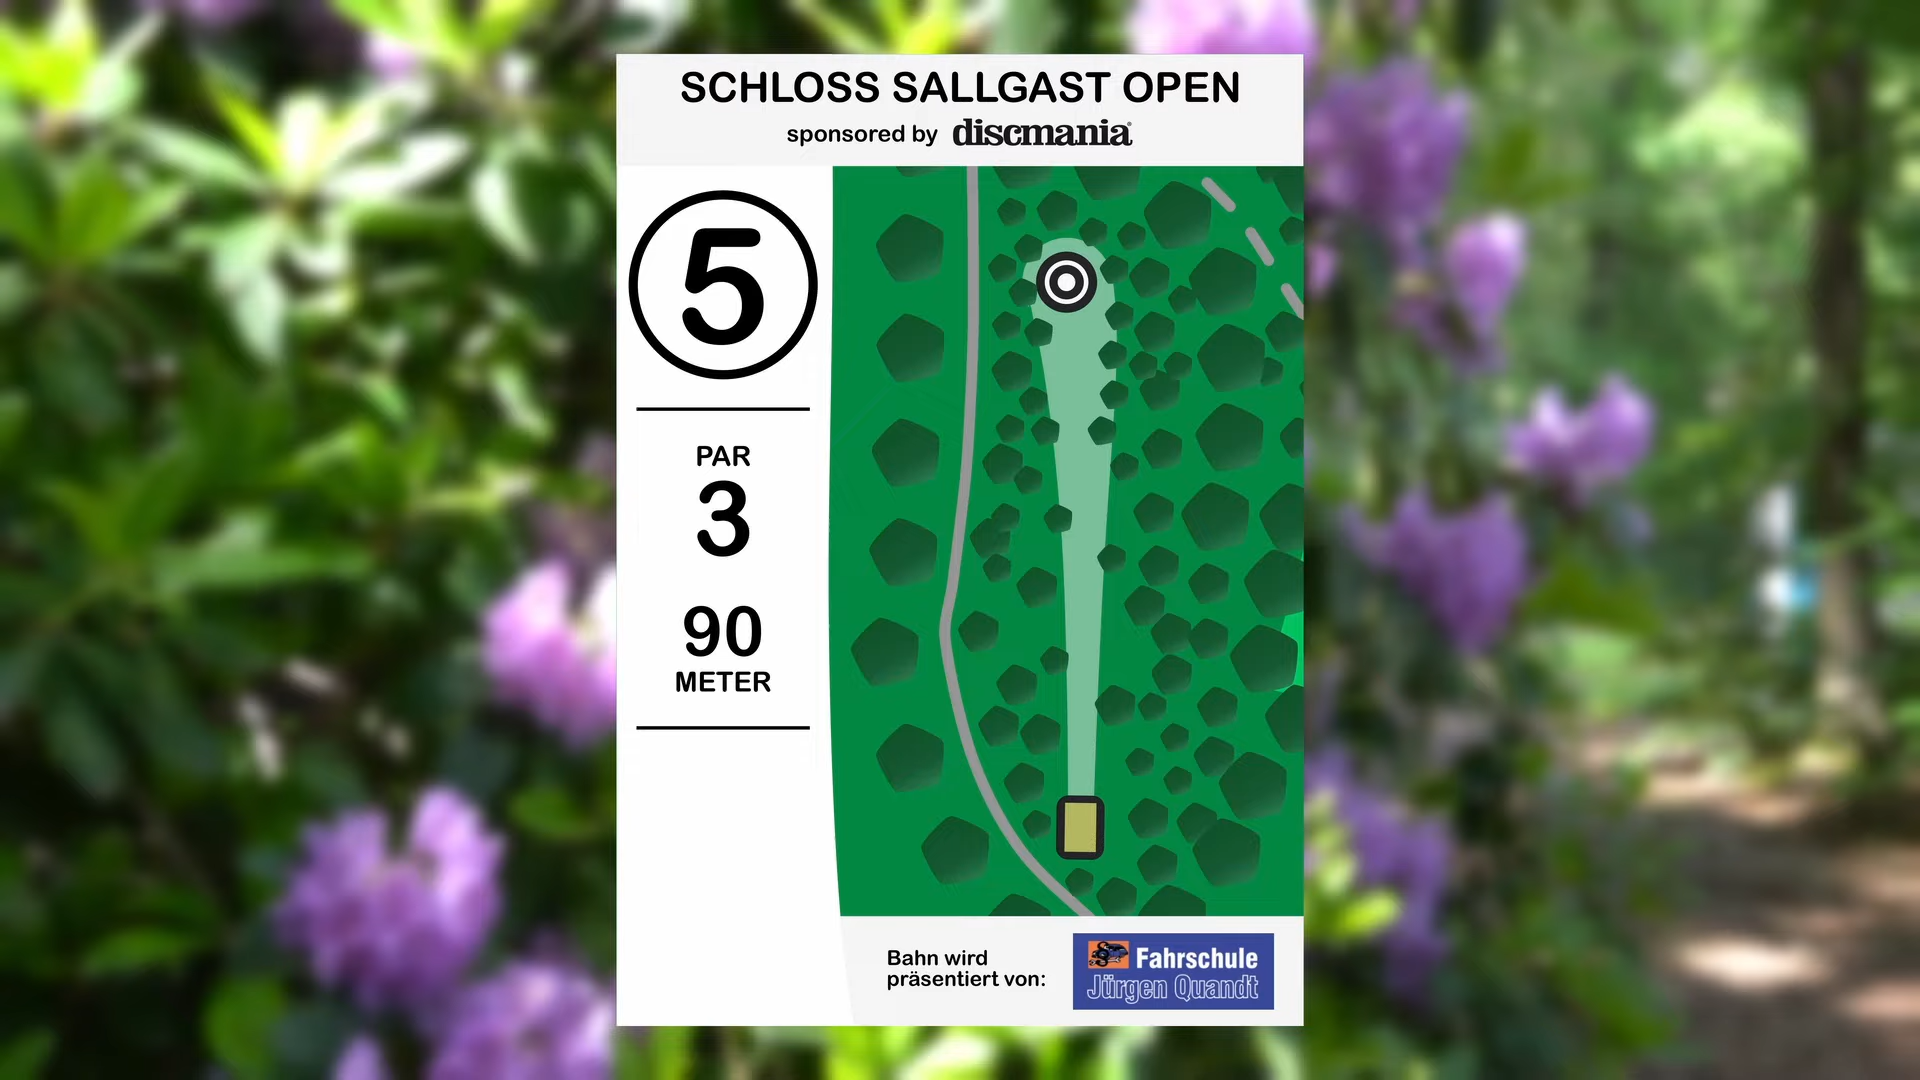 SCHLOSS SALLGAST OPEN
sponsored by discmania
5
PAR
3
90
METER
Bahn wird
präsentiert von:
Fahrschule
Jürgen Quandt